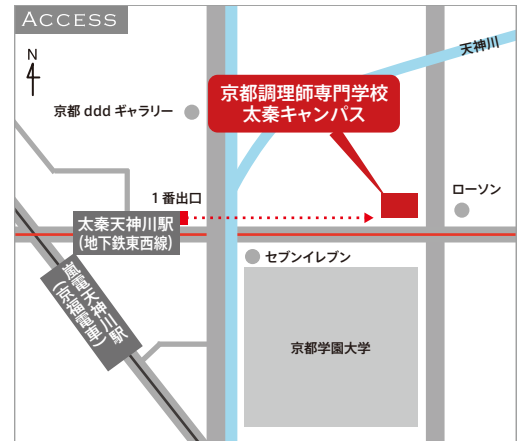 ACCESS
N
天神川
京都調理師専門学校
太秦キャンパス
京都 ddd ギャラリー
1番出口
ローソン
太秦天神川駅
(地下鉄東西線)
セブンイレブン
嵐電天神川駅
(京福電車)
京都学園大学